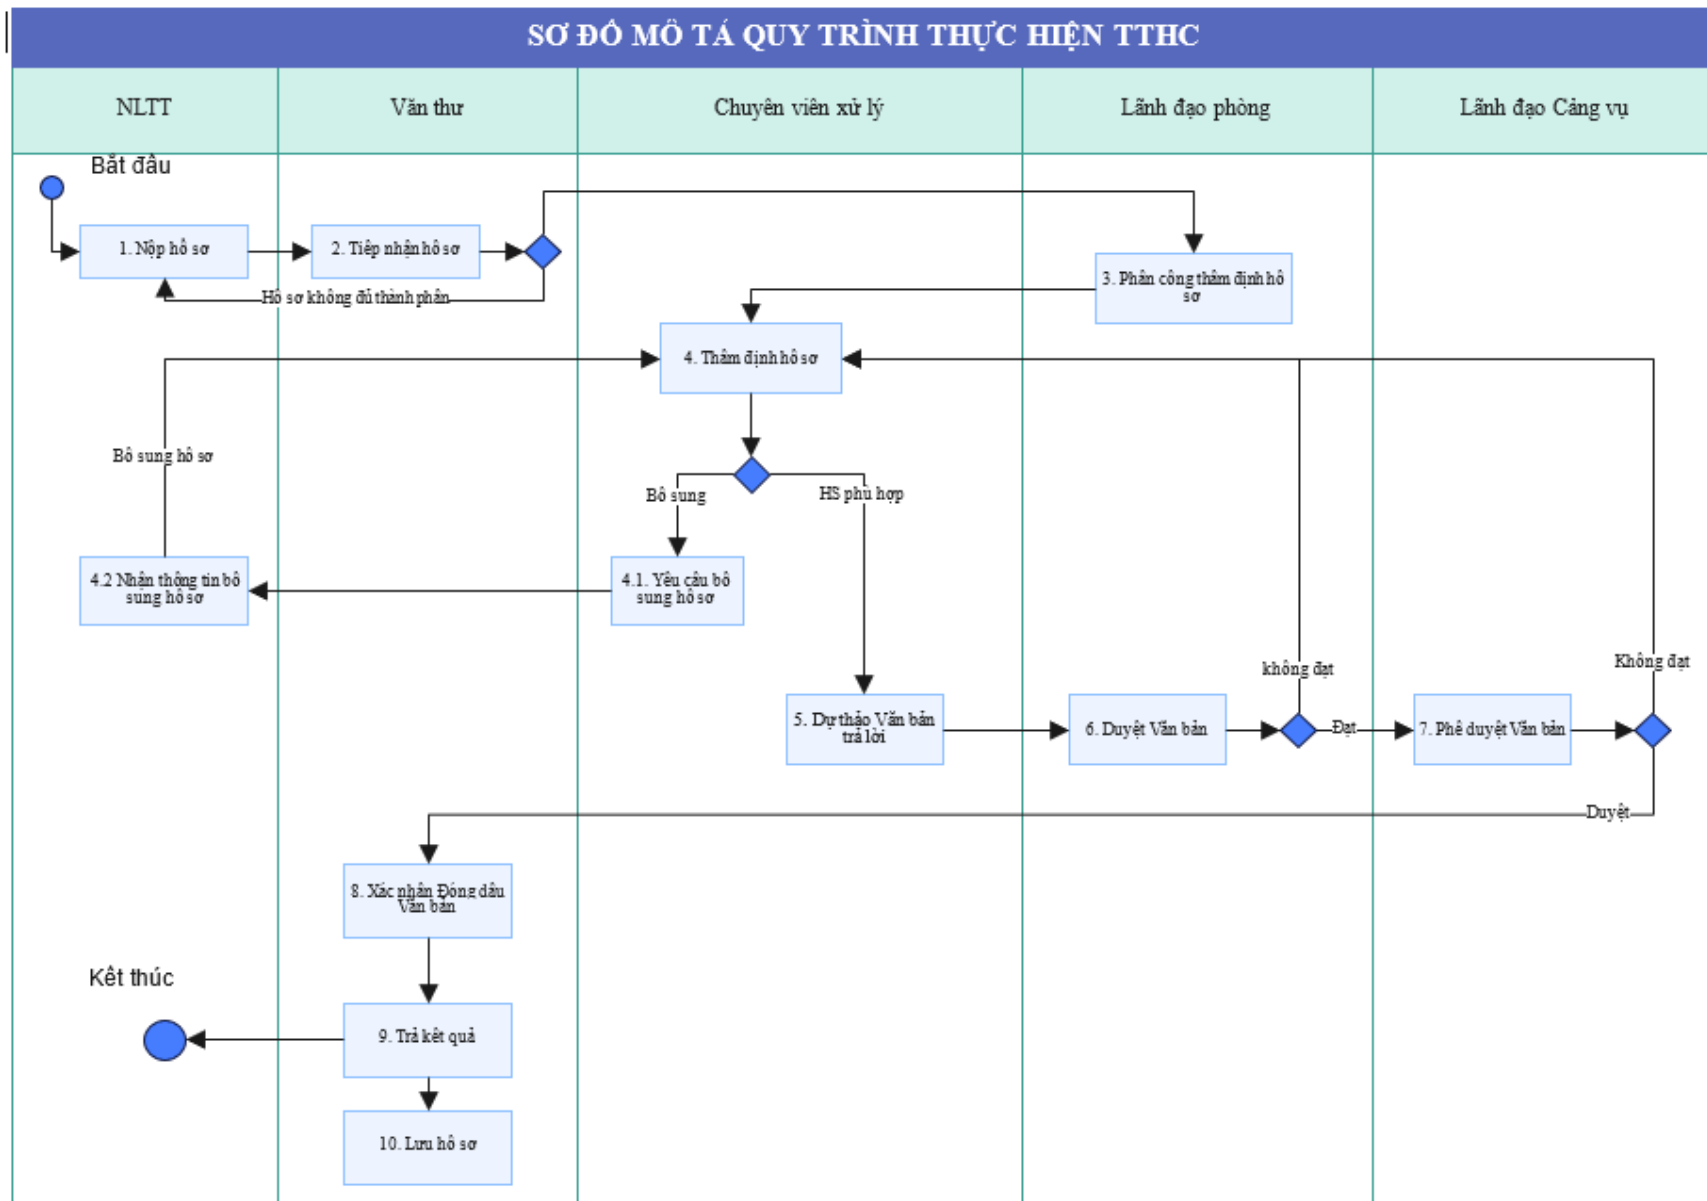 SƠ ĐỒ MÔ TẢ QUY TRÌNH THỰC HIỆN TTHC
NLTT
Văn thư
Chuyên viên xử lý
Lãnh đạo phòng
Lãnh đạo Cảng vụ
Bắt đầu
1. Nộp hồ sơ
2. Tiếp nhận hồ sơ
3. Phân công thẩm định hồ
sơ
Hồ sơ không đủ thành phần
4. Thẩm định hồ sơ
Bổ sung hồ sơ
Bổ sung
HS phù hợp
4.2 Nhận thông tin bổ
sung hồ sơ
4.1. Yêu cầu bổ
sung hồ sơ
không đạt
Không đạt
5. Dự thảo Văn bản
trả lời
6. Duyệt Văn bản
Đạt
7. Phê duyệt Văn bản
Duyệt
8. Xác nhận Đóng dấu
Văn bản
Kết thúc
9. Trả kết quả
10. Lưu hồ sơ